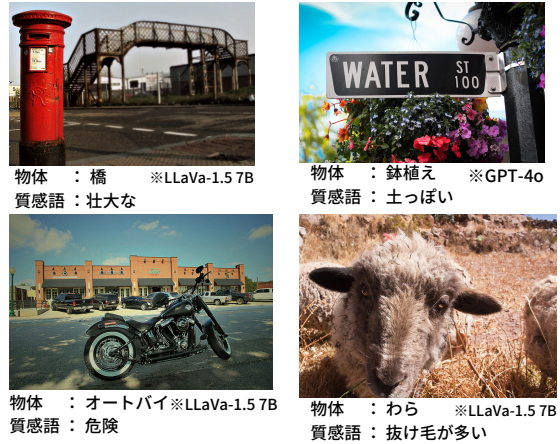 WATER ST 100
物体 : 橋 ※LLaVa-1.5 7B
質感語 : 壮大な
物体 : 鉢植え ※GPT-4o
質感語 : 土っぽい
物体 : オートバイ ※LLaVa-1.5 7B
質感語 : 危険
物体 : わら ※LLaVa-1.5 7B
質感語 : 抜け毛が多い